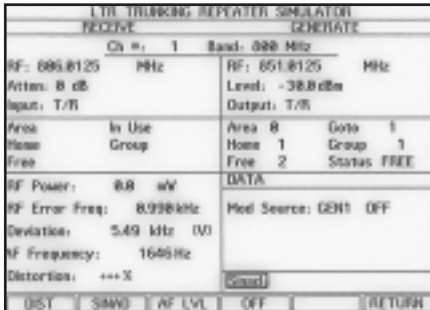 LTR TRUNKING REPEATER SIMULATOR
RECEIVE GENERATE
Ch #: 1 Band: 800 MHz
RF: 806.0125 MHz RF: 851.0125 MHz
Atten: 0 dB Level: -30.0 dBm
Input: T/R Output: T/R
Area In Use Area 0 Goto 1
Home Group Home 1 Group 1
Free Free 2 Status FREE
RF Power: 0.0 mW DATA
RF Error Freq: 0.990 kHz Mod Source: GEN1 OFF
Deviation: 5.49 kHz (V)
AF Frequency: 1646 Hz
Distortion: +++ %
DIST SINAD AF LVL OFF RETURN